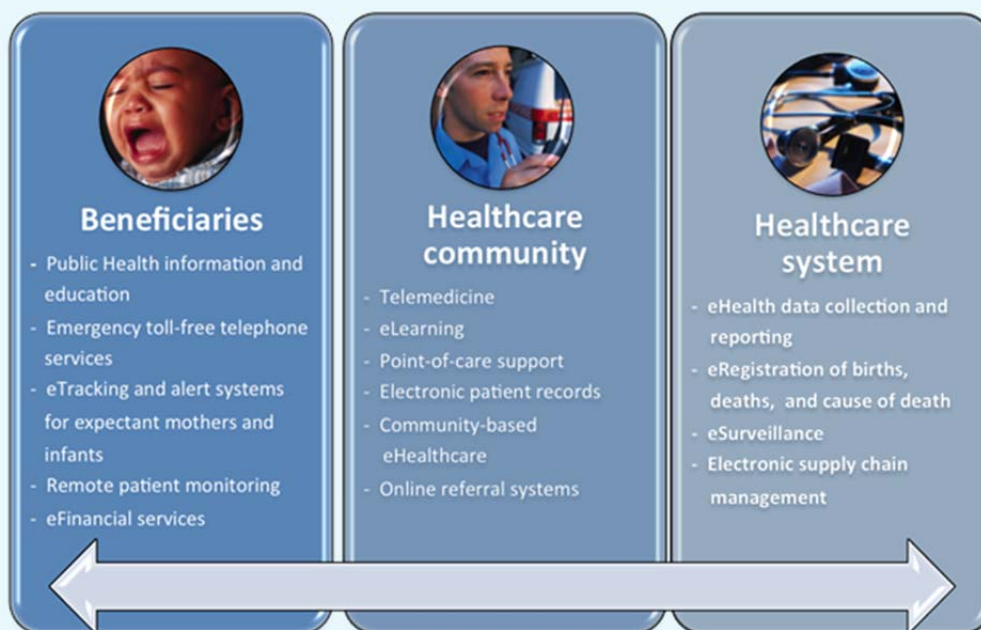 Beneficiaries
- Public Health information and
education
- Emergency toll-free telephone
services
- eTracking and alert systems
for expectant mothers and
infants
- Remote patient monitoring
- eFinancial services
Healthcare
community
- Telemedicine
- eLearning
- Point-of-care support
- Electronic patient records
- Community-based
eHealthcare
- Online referral systems
Healthcare
system
- eHealth data collection and
reporting
- eRegistration of births,
deaths, and cause of death
- eSurveillance
- Electronic supply chain
management